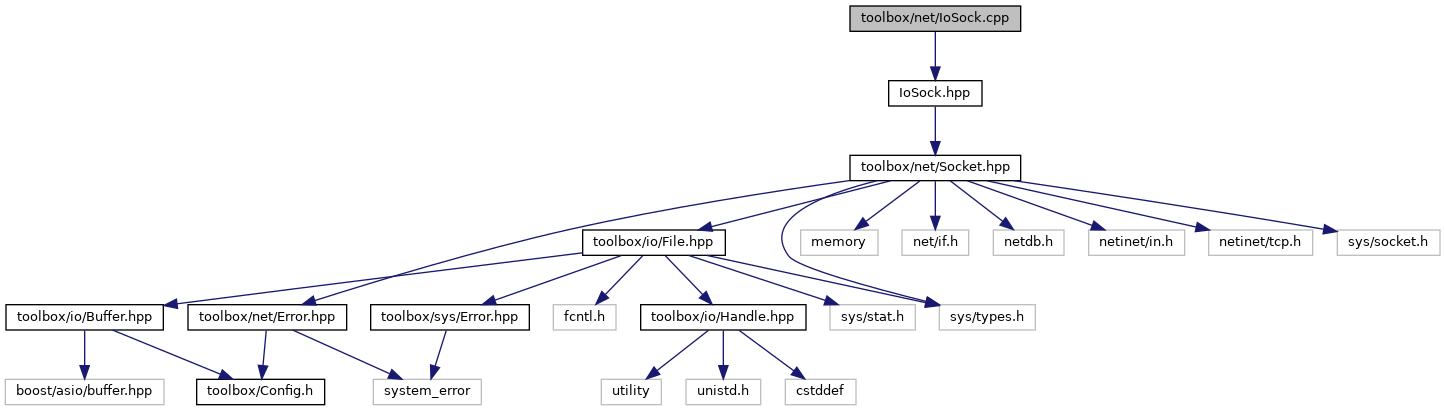 toolbox/net/IoSock.cpp
IoSock.hpp
toolbox/net/Socket.hpp
toolbox/io/File.hpp
memory
net/if.h
netdb.h
netinet/in.h
netinet/tcp.h
sys/socket.h
toolbox/io/Buffer.hpp
toolbox/net/Error.hpp
toolbox/sys/Error.hpp
fcntl.h
toolbox/io/Handle.hpp
sys/stat.h
sys/types.h
boost/asio/buffer.hpp
toolbox/Config.h
system_error
utility
unistd.h
cstddef